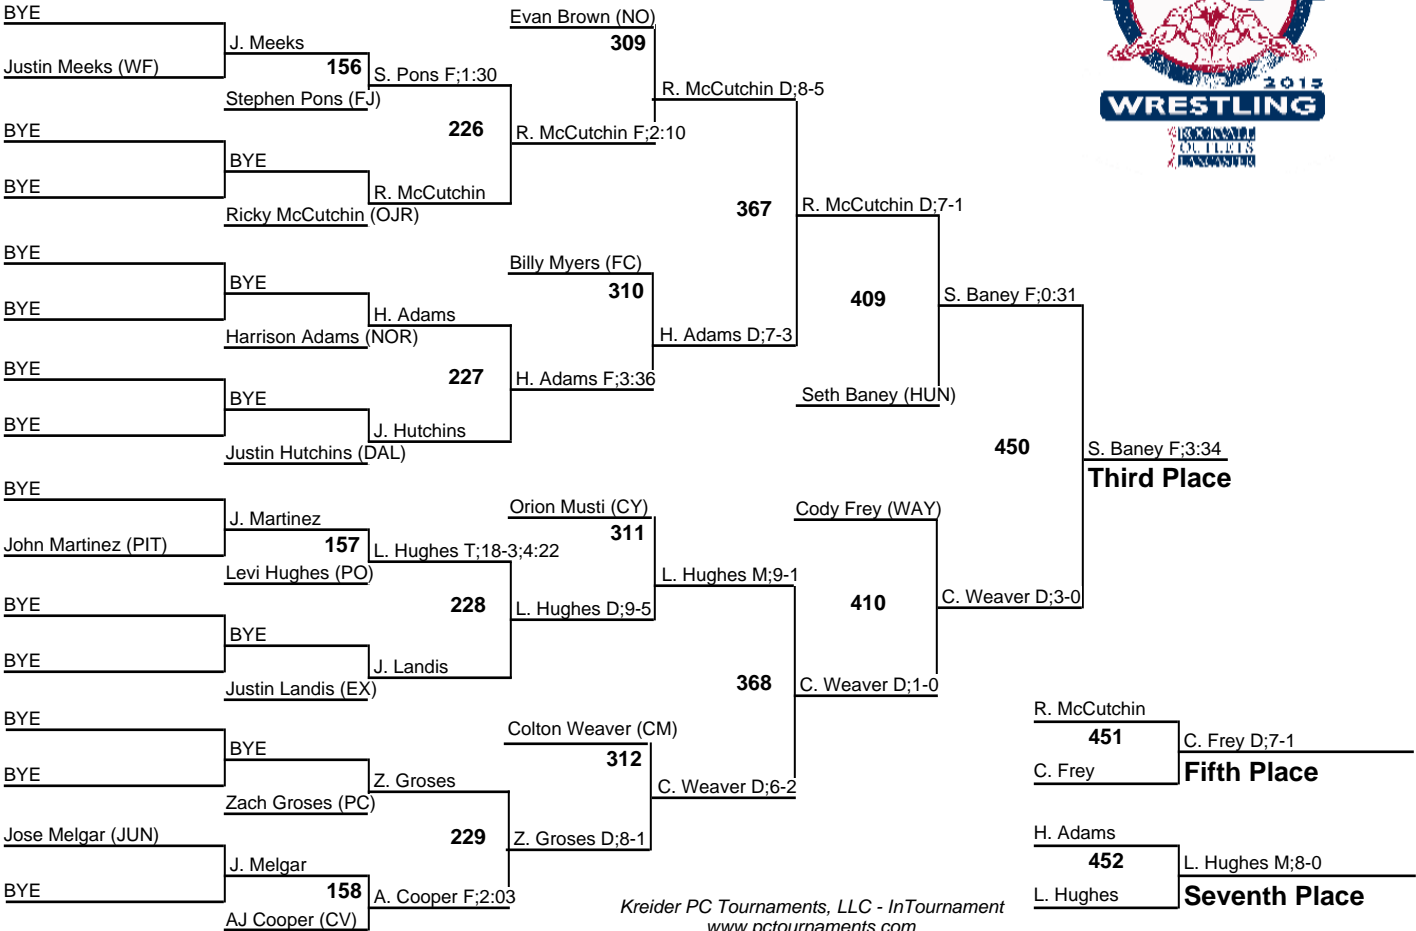 BYE
J. Meeks
Justin Meeks (WF)
156
S. Pons F;1:30
Stephen Pons (FJ)
BYE
226
R. McCutchin F;2:10
BYE
BYE
R. McCutchin
Ricky McCutchin (OJR)
Evan Brown (NO)
309
R. McCutchin D;8-5
BYE
BYE
BYE
H. Adams
Harrison Adams (NOR)
BYE
227
H. Adams F;3:36
BYE
BYE
J. Hutchins
Justin Hutchins (DAL)
Billy Myers (FC)
310
H. Adams D;7-3
367
R. McCutchin D;7-1
409
S. Baney F;0:31
Seth Baney (HUN)
450
S. Baney F;3:34
Third Place
BYE
J. Martinez
John Martinez (PIT)
157
L. Hughes T;18-3;4:22
Levi Hughes (PO)
BYE
228
L. Hughes D;9-5
BYE
BYE
J. Landis
Justin Landis (EX)
Orion Musti (CY)
311
L. Hughes M;9-1
Cody Frey (WAY)
410
C. Weaver D;3-0
368
C. Weaver D;1-0
BYE
BYE
BYE
Z. Groses
Zach Groses (PC)
Colton Weaver (CM)
312
C. Weaver D;6-2
Jose Melgar (JUN)
229
Z. Groses D;8-1
J. Melgar
BYE
158
A. Cooper F;2:03
AJ Cooper (CV)
R. McCutchin
451
C. Frey D;7-1
C. Frey
Fifth Place
H. Adams
452
L. Hughes M;8-0
L. Hughes
Seventh Place
Kreider PC Tournaments, LLC - InTournament
www.pctournaments.com
2015
WRESTLING
ROCKVALE
OUTLETS
LANCASTER